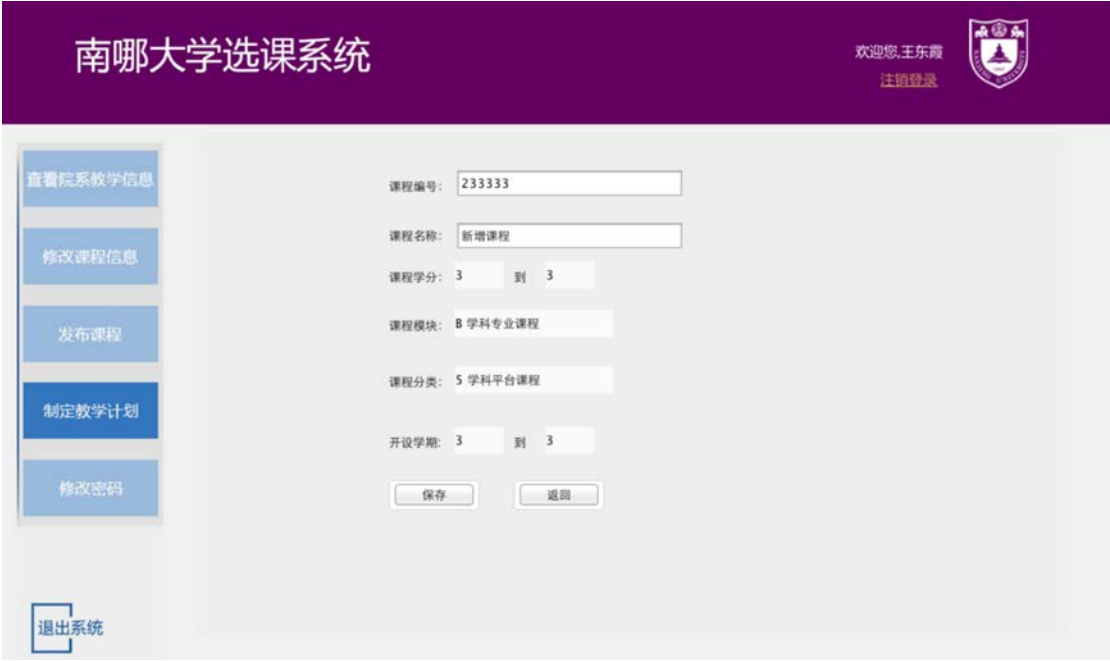 南哪大学选课系统
欢迎您,王东霞
注销登录
查看院系教学信息
修改课程信息
发布课程
制定教学计划
修改密码
退出系统
课程编号: 233333
课程名称: 新增课程
课程学分: 3 到 3
课程模块: B 学科专业课程
课程分类: 5 学科平台课程
开设学期: 3 到 3
保存 返回